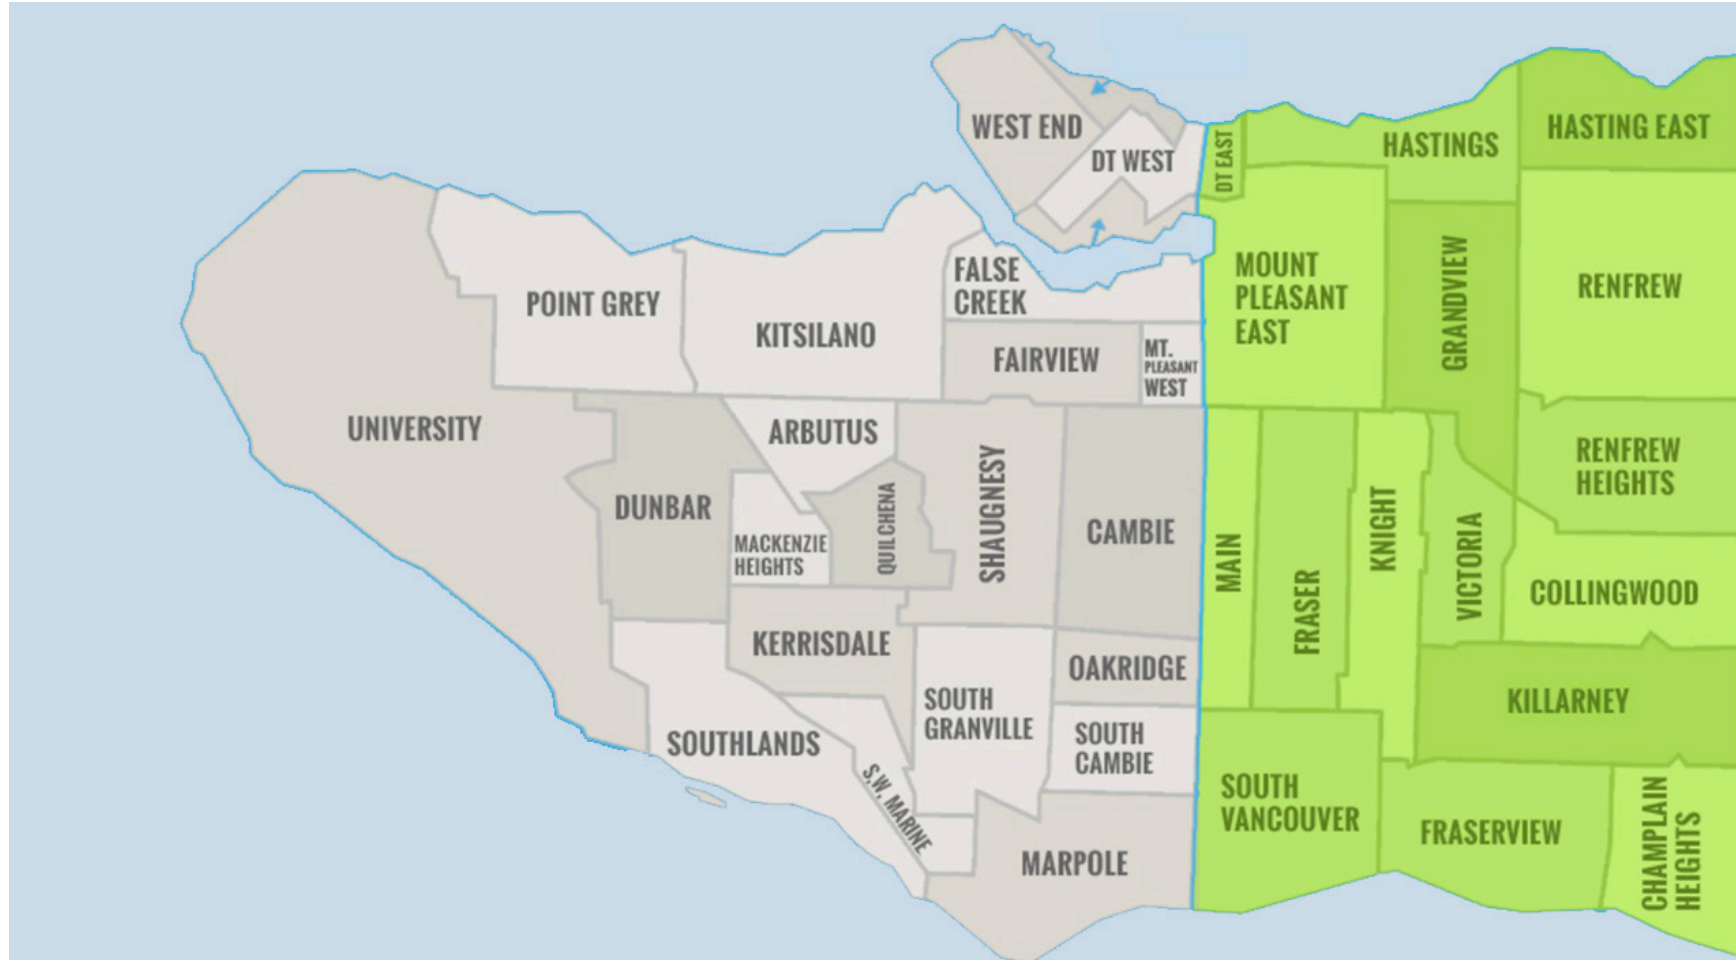 WEST END
DT WEST
DT EAST
HASTINGS
HASTING EAST
POINT GREY
KITSILANO
FALSE
CREEK
MOUNT
PLEASANT
EAST
GRANDVIEW
RENFREW
FAIRVIEW
MT.
PLEASANT
WEST
UNIVERSITY
ARBUTUS
DUNBAR
MACKENZIE
HEIGHTS
QUILCHENA
SHAUGNESY
CAMBIE
MAIN
FRASER
KNIGHT
VICTORIA
RENFREW
HEIGHTS
COLLINGWOOD
KERRISDALE
OAKRIDGE
SOUTH
GRANVILLE
SOUTH
CAMBIE
KILLARNEY
SOUTHLANDS
S.W. MARINE
MARPOLE
SOUTH
VANCOUVER
FRASERVIEW
CHAMPLAIN
HEIGHTS